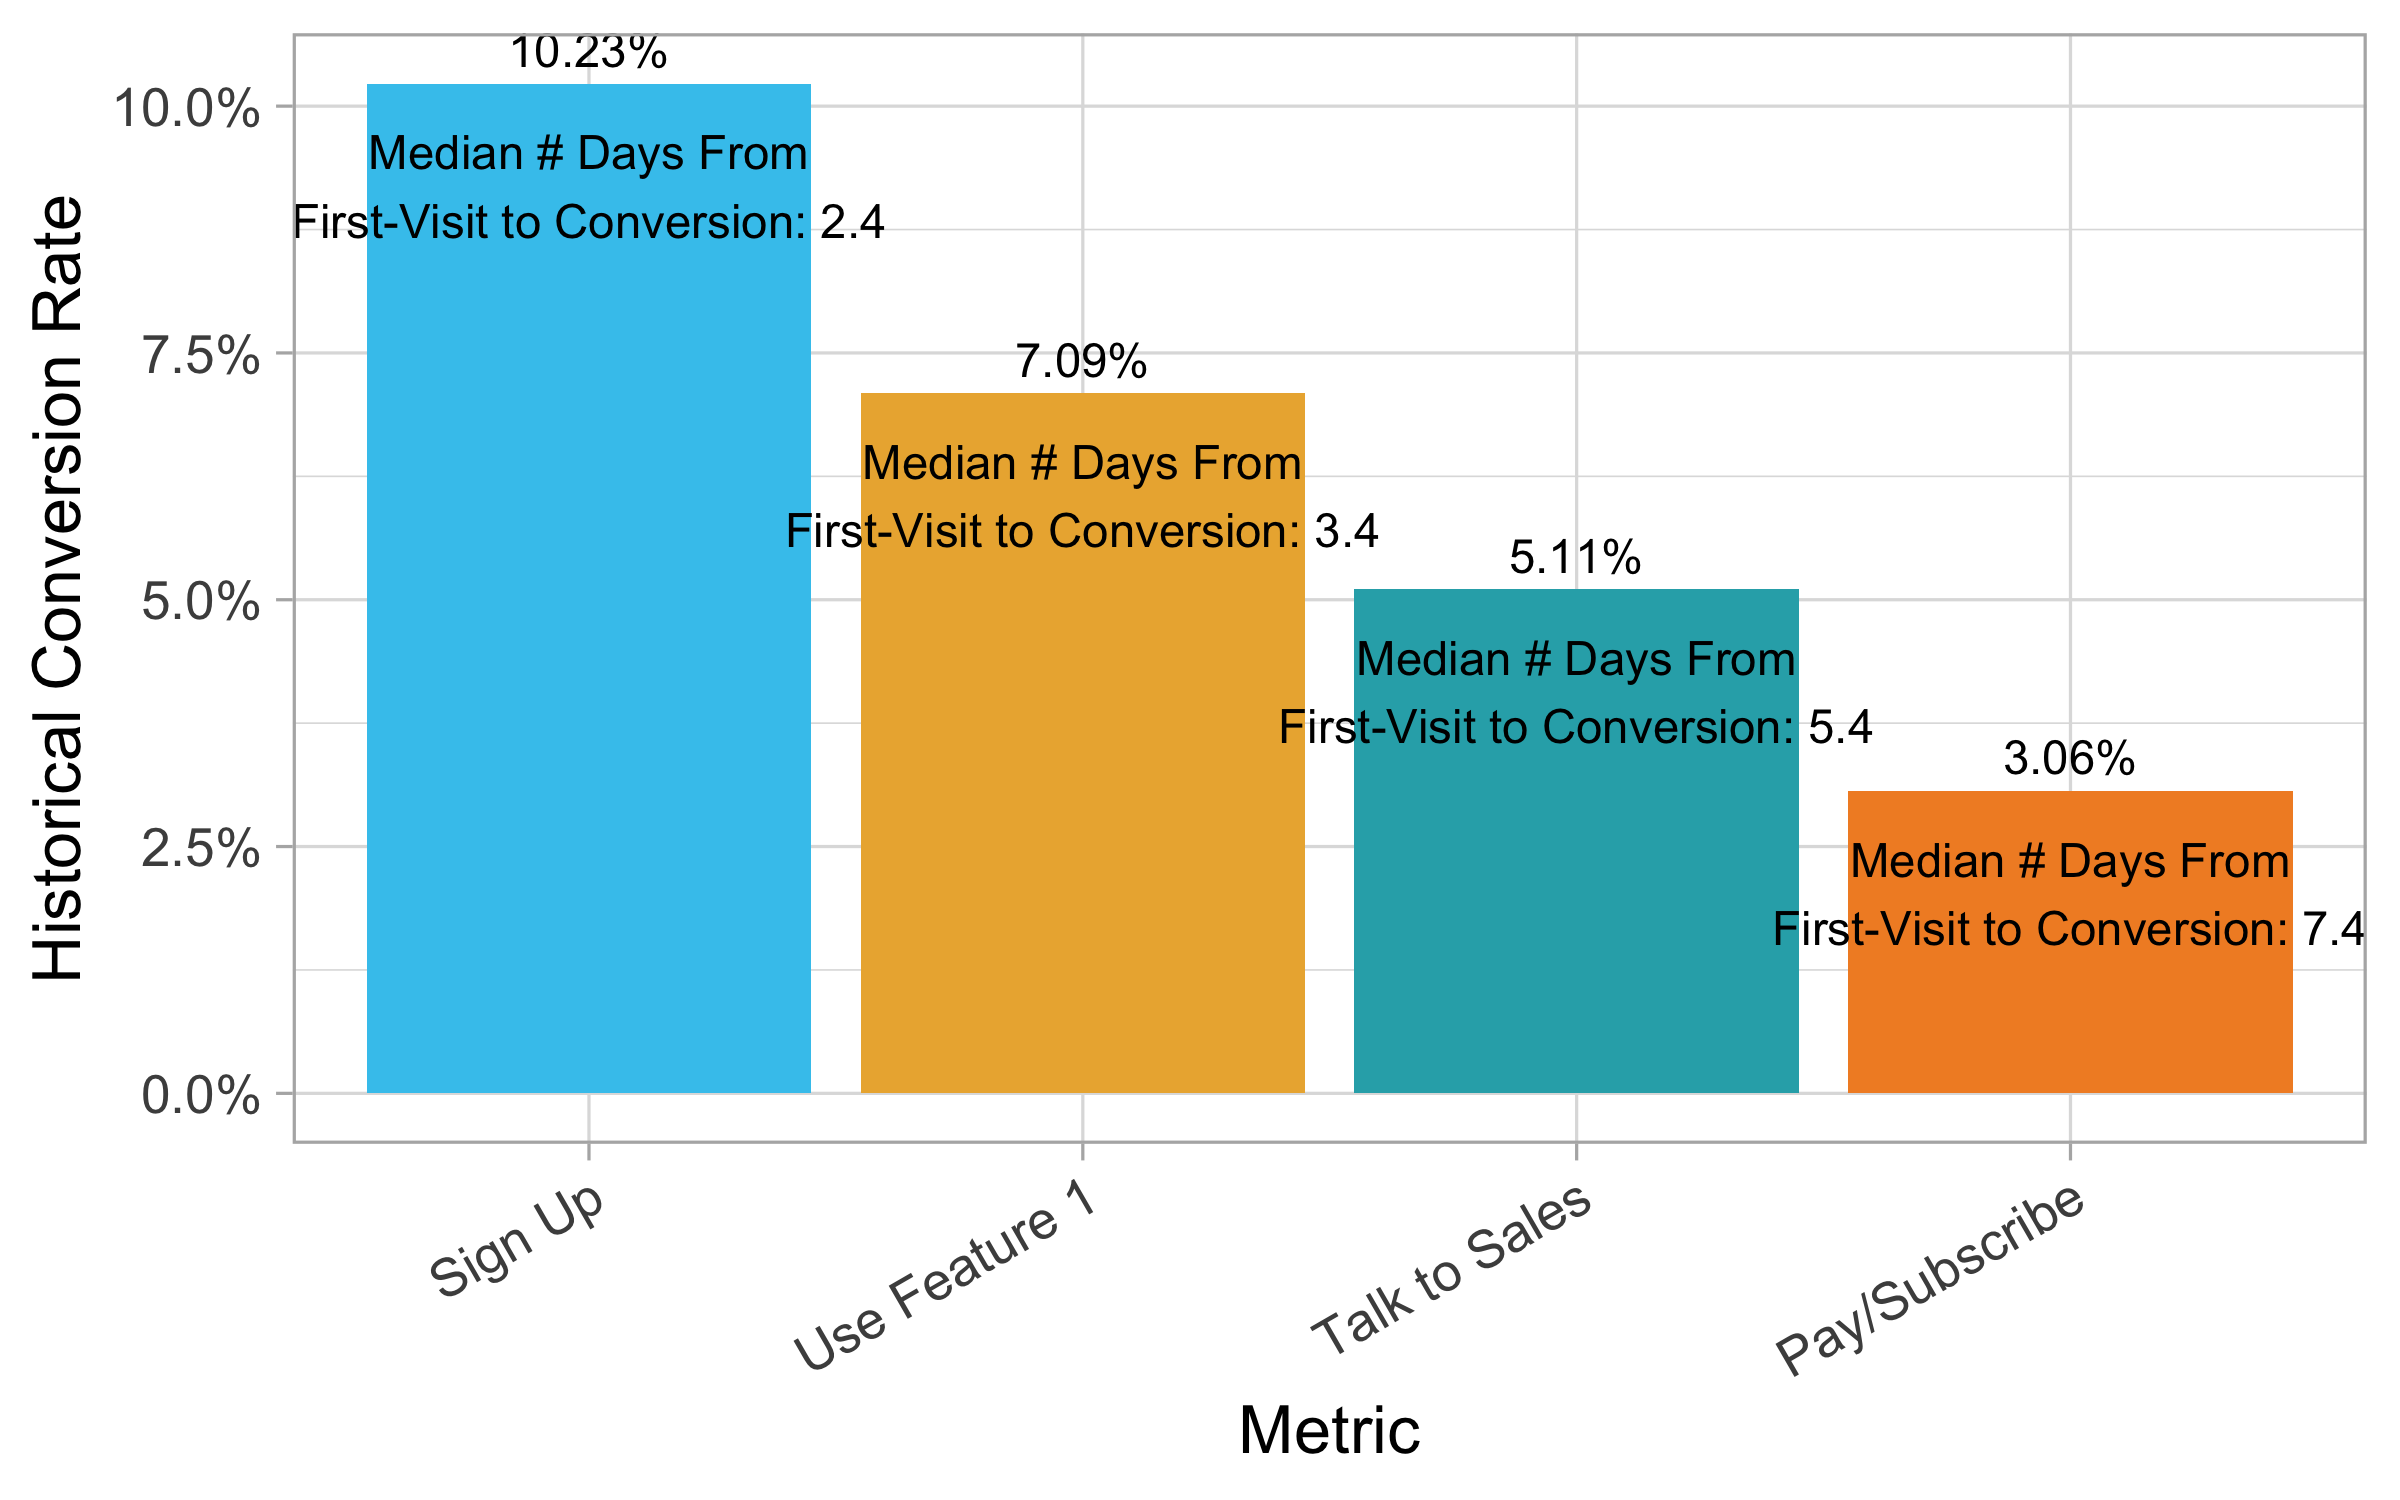 Historical Conversion Rate
10.0%
7.5%
5.0%
2.5%
0.0%
10.23%
Median # Days From
First-Visit to Conversion: 2.4
7.09%
Median # Days From
First-Visit to Conversion: 3.4
5.11%
Median # Days From
First-Visit to Conversion: 5.4
3.06%
Median # Days From
First-Visit to Conversion: 7.4
Sign Up
Use Feature 1
Talk to Sales
Pay/Subscribe
Metric